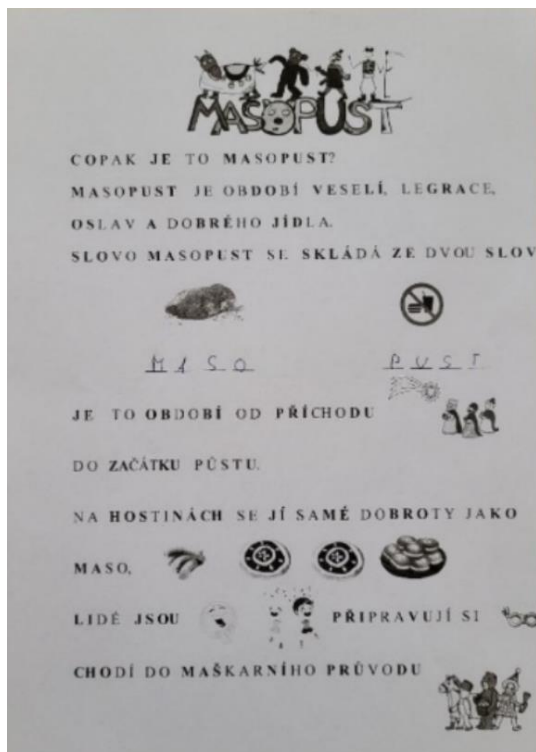 MASOPUST
COPAK JE TO MASOPUST?
MASOPUST JE OBDOBÍ VESELÍ, LEGRACE,
OSLAV A DOBRÉHO JÍDLA.
SLOVO MASOPUST SE SKLÁDÁ ZE DVOU SLOV
MASO PUST
JE TO OBDOBÍ OD PŘÍCHODU
DO ZAČÁTKU PŮSTU.
NA HOSTINÁCH SE JÍ SAMÉ DOBROTY JAKO
MASO,
LIDÉ JSOU PŘIPRAVUJÍ SI
CHODÍ DO MAŠKARNÍHO PRŮVODU